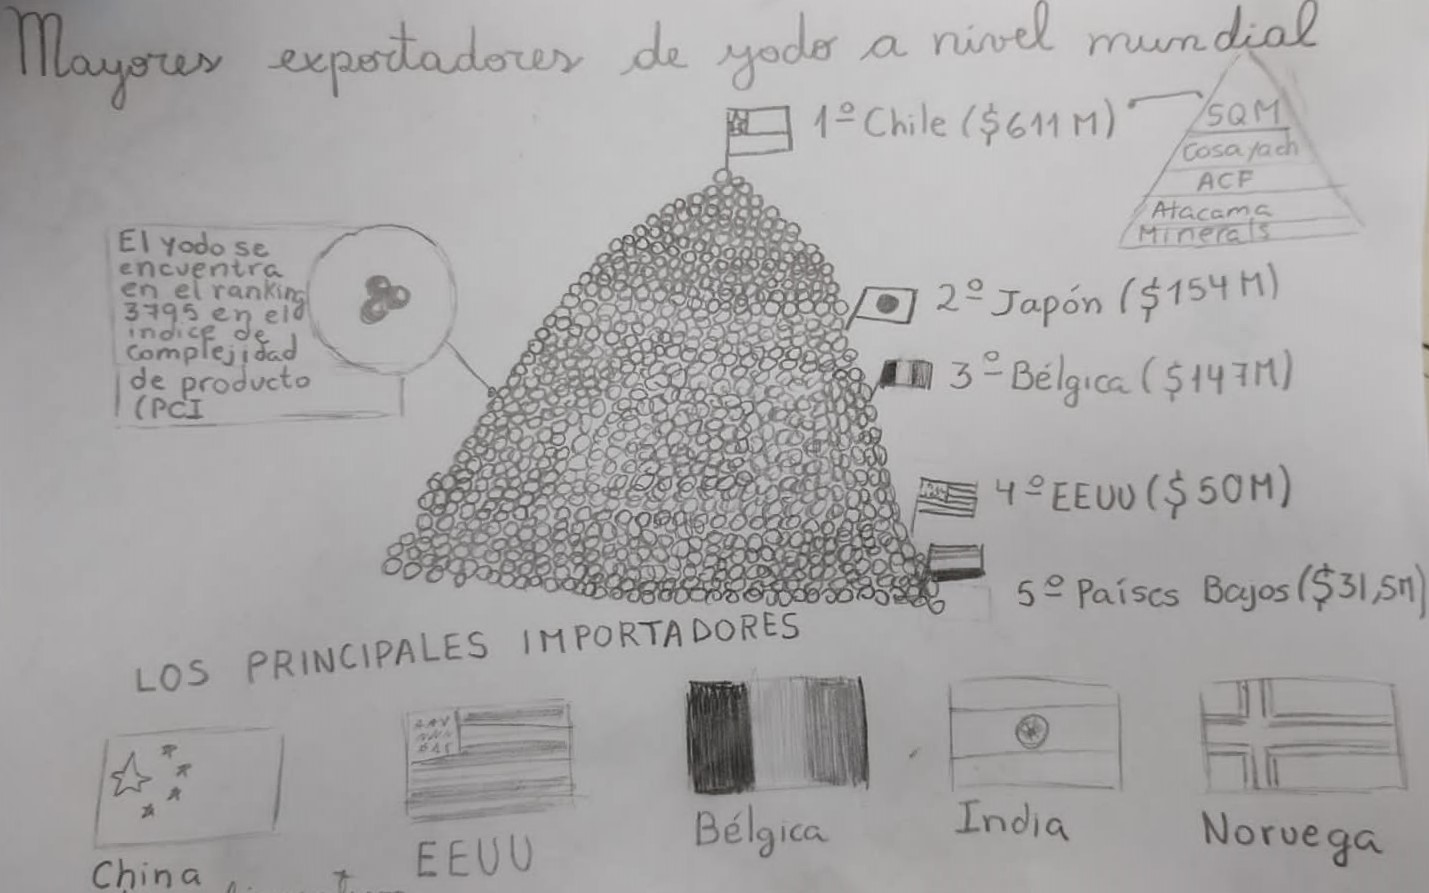 Mayores exportadores de yodo a nivel mundial
1º Chile ($611 M)
SQM
Cosayach
ACF
Atacama
Minerals
El yodo se
encuentra
en el ranking
3795 en el
índice de
complejidad
de producto
(PCI
2º Japón ($154 M)
3º Bélgica ($147M)
4º EEUU ($50M)
5º Países Bajos ($31,5M)
LOS PRINCIPALES IMPORTADORES
China
EEUU
Bélgica
India
Noruega